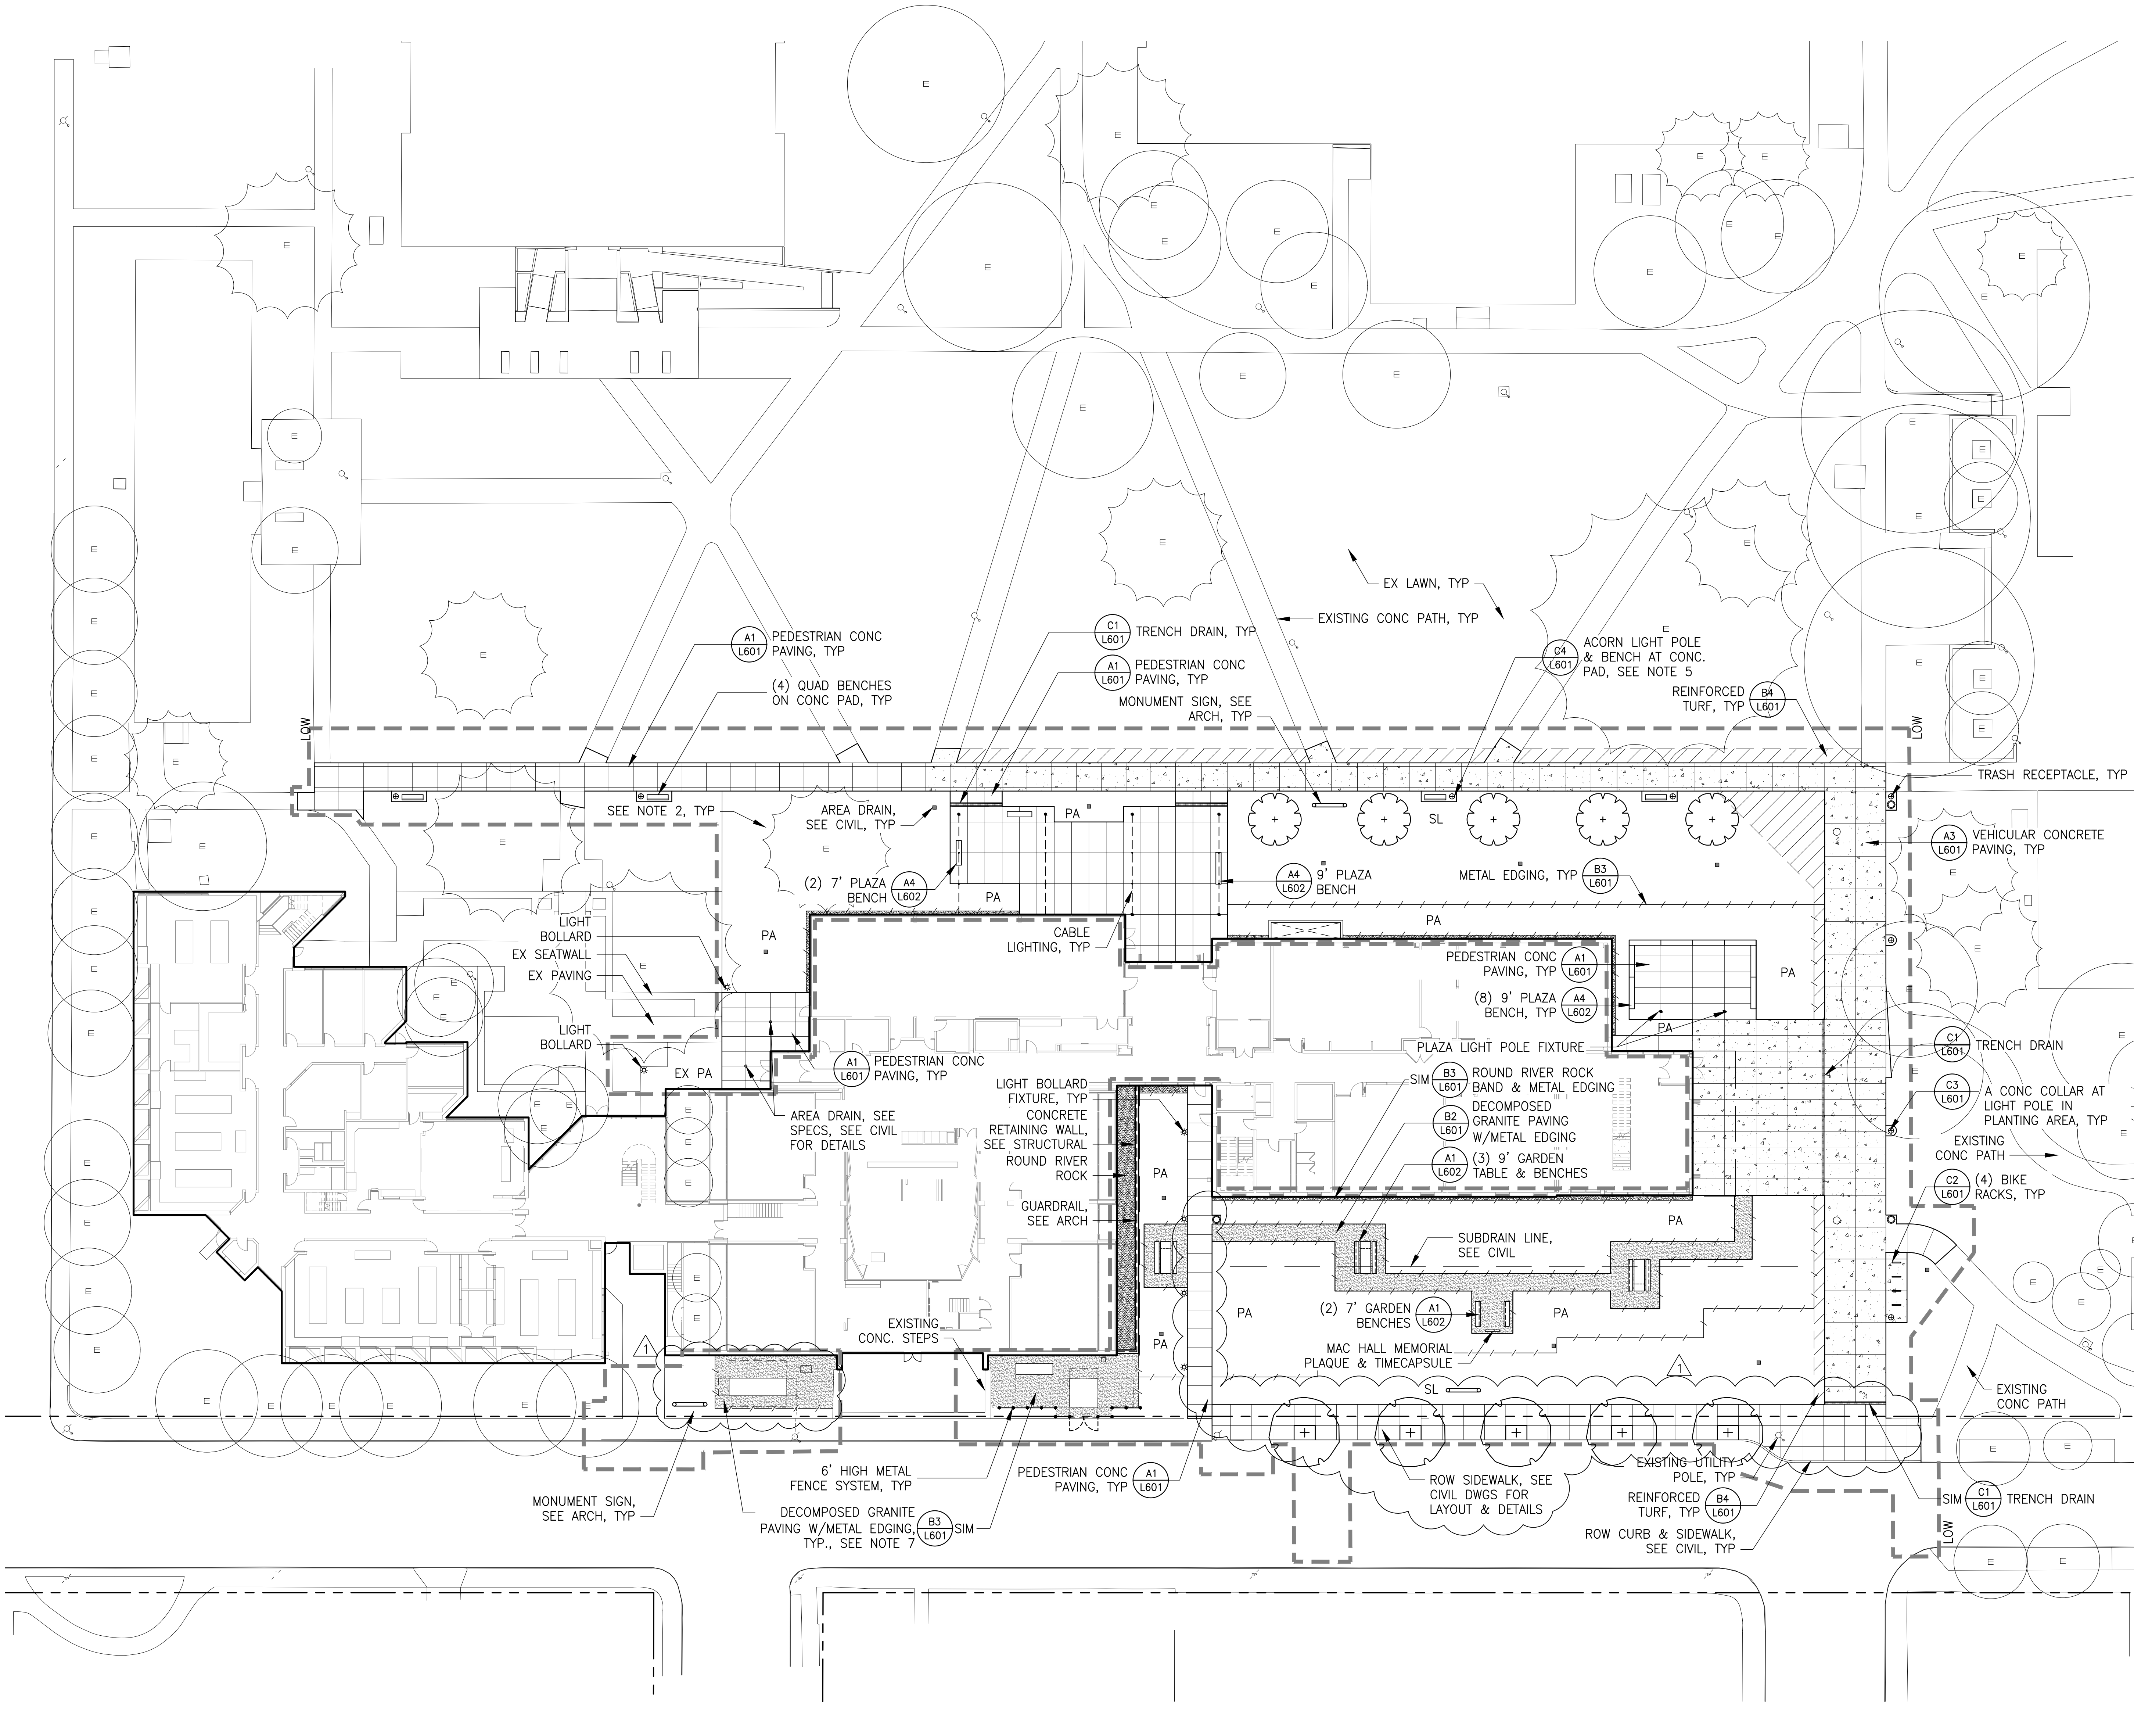 EX LAWN, TYP
EXISTING CONC PATH, TYP
A1
L601
PEDESTRIAN CONC
PAVING, TYP
C1
L601
TRENCH DRAIN, TYP
A1
L601
PEDESTRIAN CONC
PAVING, TYP
C4
L601
ACORN LIGHT POLE
& BENCH AT CONC.
PAD, SEE NOTE 5
(4) QUAD BENCHES
ON CONC PAD, TYP
MONUMENT SIGN, SEE
ARCH, TYP
REINFORCED
TURF, TYP
B4
L601
LOW
LOW
TRASH RECEPTACLE, TYP
SEE NOTE 2, TYP
AREA DRAIN,
SEE CIVIL, TYP
PA
SL
A3
L601
VEHICULAR CONCRETE
PAVING, TYP
(2) 7' PLAZA
BENCH
A4
L602
PA
A4
L602
9' PLAZA
BENCH
METAL EDGING, TYP
B3
L601
LIGHT
BOLLARD
PA
CABLE
LIGHTING, TYP
PA
EX SEATWALL
EX PAVING
PEDESTRIAN CONC
PAVING, TYP
A1
L601
PA
(8) 9' PLAZA
BENCH, TYP
A4
L602
LIGHT
BOLLARD
PA
PLAZA LIGHT POLE FIXTURE
C1
L601
TRENCH DRAIN
EX PA
A1
L601
PEDESTRIAN CONC
PAVING, TYP
LIGHT BOLLARD
FIXTURE, TYP
SIM
B3
L601
ROUND RIVER ROCK
BAND & METAL EDGING
C3
L601
A CONC COLLAR AT
LIGHT POLE IN
PLANTING AREA, TYP
AREA DRAIN, SEE
SPECS, SEE CIVIL
FOR DETAILS
CONCRETE
RETAINING WALL,
SEE STRUCTURAL
B2
L601
DECOMPOSED
GRANITE PAVING
W/METAL EDGING
EXISTING
CONC PATH
ROUND RIVER
ROCK
PA
A1
L602
(3) 9' GARDEN
TABLE & BENCHES
C2
L601
(4) BIKE
RACKS, TYP
GUARDRAIL,
SEE ARCH
PA
SUBDRAIN LINE,
SEE CIVIL
EXISTING
CONC. STEPS
PA
(2) 7' GARDEN
BENCHES
A1
L602
PA
1
PA
MAC HALL MEMORIAL
PLAQUE & TIMECAPSULE
1
SL
EXISTING
CONC PATH
6' HIGH METAL
FENCE SYSTEM, TYP
PEDESTRIAN CONC
PAVING, TYP
A1
L601
ROW SIDEWALK, SEE
CIVIL DWGS FOR
LAYOUT & DETAILS
EXISTING UTILITY
POLE, TYP
MONUMENT SIGN,
SEE ARCH, TYP
DECOMPOSED GRANITE
PAVING W/METAL EDGING,
TYP., SEE NOTE 7
B3
L601
SIM
REINFORCED
TURF, TYP
B4
L601
SIM
C1
L601
TRENCH DRAIN
ROW CURB & SIDEWALK,
SEE CIVIL, TYP
LOW